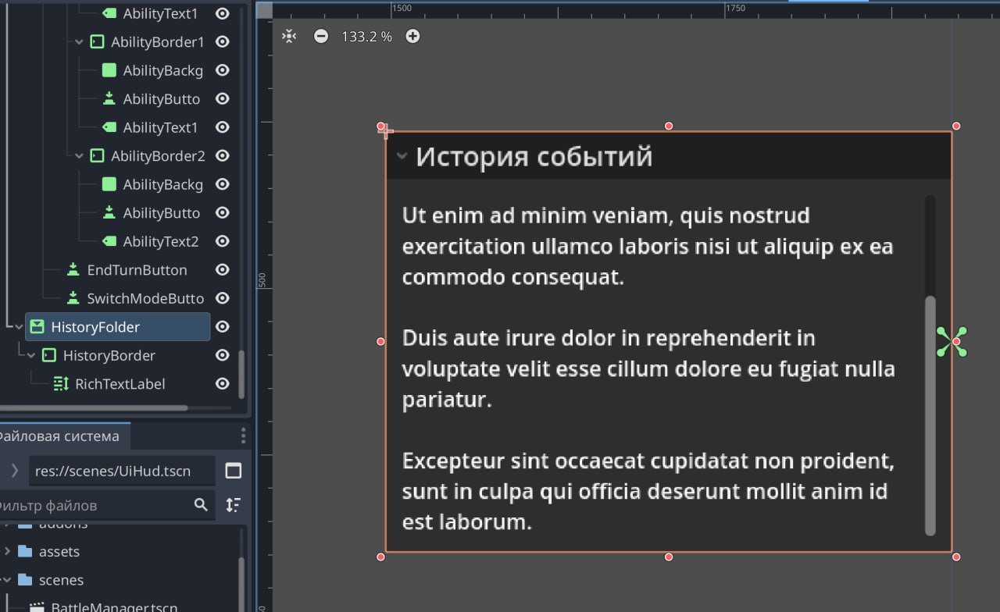 AbilityText1
AbilityBorder1
AbilityBackg
AbilityButto
AbilityText1
AbilityBorder2
AbilityBackg
AbilityButto
AbilityText2
EndTurnButton
SwitchModeButto
HistoryFolder
HistoryBorder
RichTextLabel
Файловая система
res://scenes/UiHud.tscn
Фильтр файлов
addons
assets
scenes
BattleManager.tscn
1500
1750
500
133.2 %
История событий
Ut enim ad minim veniam, quis nostrud
exercitation ullamco laboris nisi ut aliquip ex ea
commodo consequat.
Duis aute irure dolor in reprehenderit in
voluptate velit esse cillum dolore eu fugiat nulla
pariatur.
Excepteur sint occaecat cupidatat non proident,
sunt in culpa qui officia deserunt mollit anim id
est laborum.